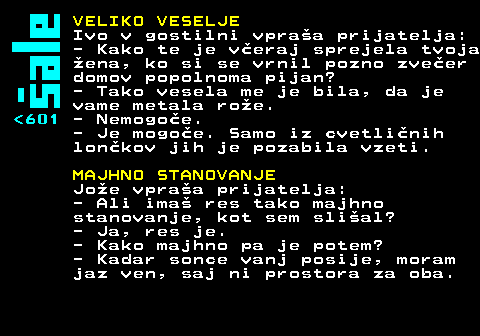 šale
<601
VELIKO VESELJE
Ivo v gostilni vpraša prijatelja:
- Kako te je včeraj sprejela tvoja
žena, ko si se vrnil pozno zvečer
domov popolnoma pijan?
- Tako vesela me je bila, da je
vame metala rože.
- Nemogoče.
- Je mogoče. Samo iz cvetličnih
lončkov jih je pozabila vzeti.
MAJHNO STANOVANJE
Jože vpraša prijatelja:
- Ali imaš res tako majhno
stanovanje, kot sem slišal?
- Ja, res je.
- Kako majhno pa je potem?
- Kadar sonce vanj posije, moram
jaz ven, saj ni prostora za oba.